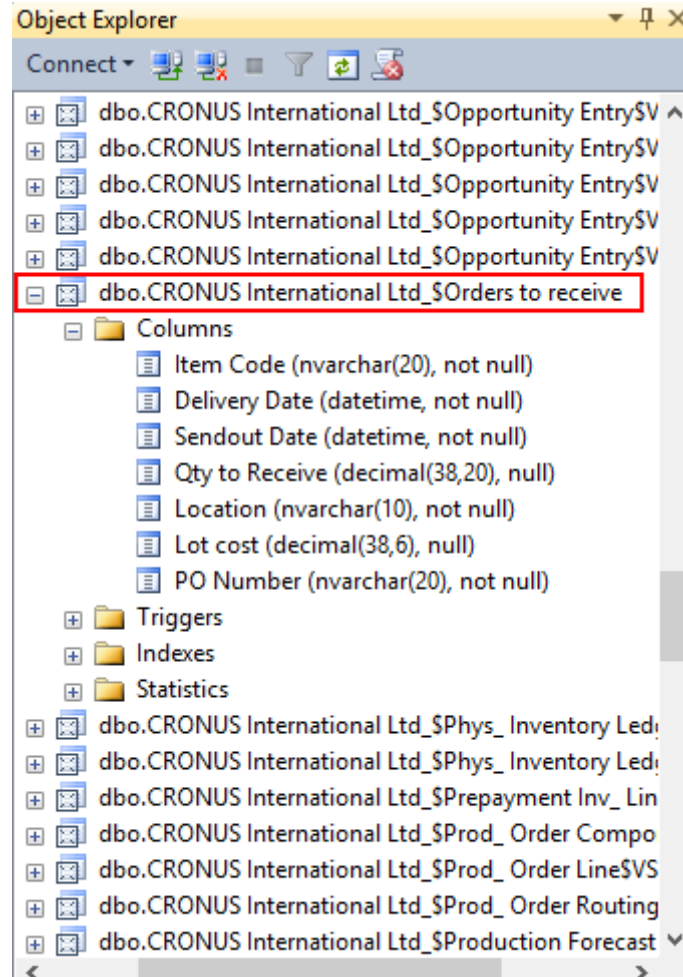 Object Explorer
Connect
dbo.CRONUS International Ltd_$Opportunity Entry$V
dbo.CRONUS International Ltd_$Opportunity Entry$V
dbo.CRONUS International Ltd_$Opportunity Entry$V
dbo.CRONUS International Ltd_$Opportunity Entry$V
dbo.CRONUS International Ltd_$Opportunity Entry$V
dbo.CRONUS International Ltd_$Orders to receive
Columns
Item Code (nvarchar(20), not null)
Delivery Date (datetime, not null)
Sendout Date (datetime, not null)
Qty to Receive (decimal(38,20), null)
Location (nvarchar(10), not null)
Lot cost (decimal(38,6), null)
PO Number (nvarchar(20), not null)
Triggers
Indexes
Statistics
dbo.CRONUS International Ltd_$Phys_ Inventory Led
dbo.CRONUS International Ltd_$Phys_ Inventory Led
dbo.CRONUS International Ltd_$Prepayment Inv_ Lin
dbo.CRONUS International Ltd_$Prod_ Order Compo
dbo.CRONUS International Ltd_$Prod_ Order Line$VS
dbo.CRONUS International Ltd_$Prod_ Order Routing
dbo.CRONUS International Ltd_$Production Forecast